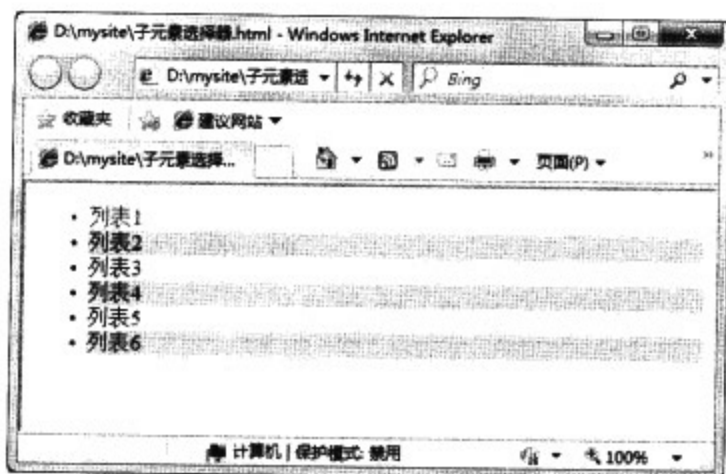 D:\mysite\子元素选择器.html - Windows Internet Explorer
D:\mysite\子元素选 Bing
收藏夹 建议网站
D:\mysite\子元素选择... 页面(P) »
• 列表1
• 列表2
• 列表3
• 列表4
• 列表5
• 列表6
计算机 | 保护模式: 禁用 100%